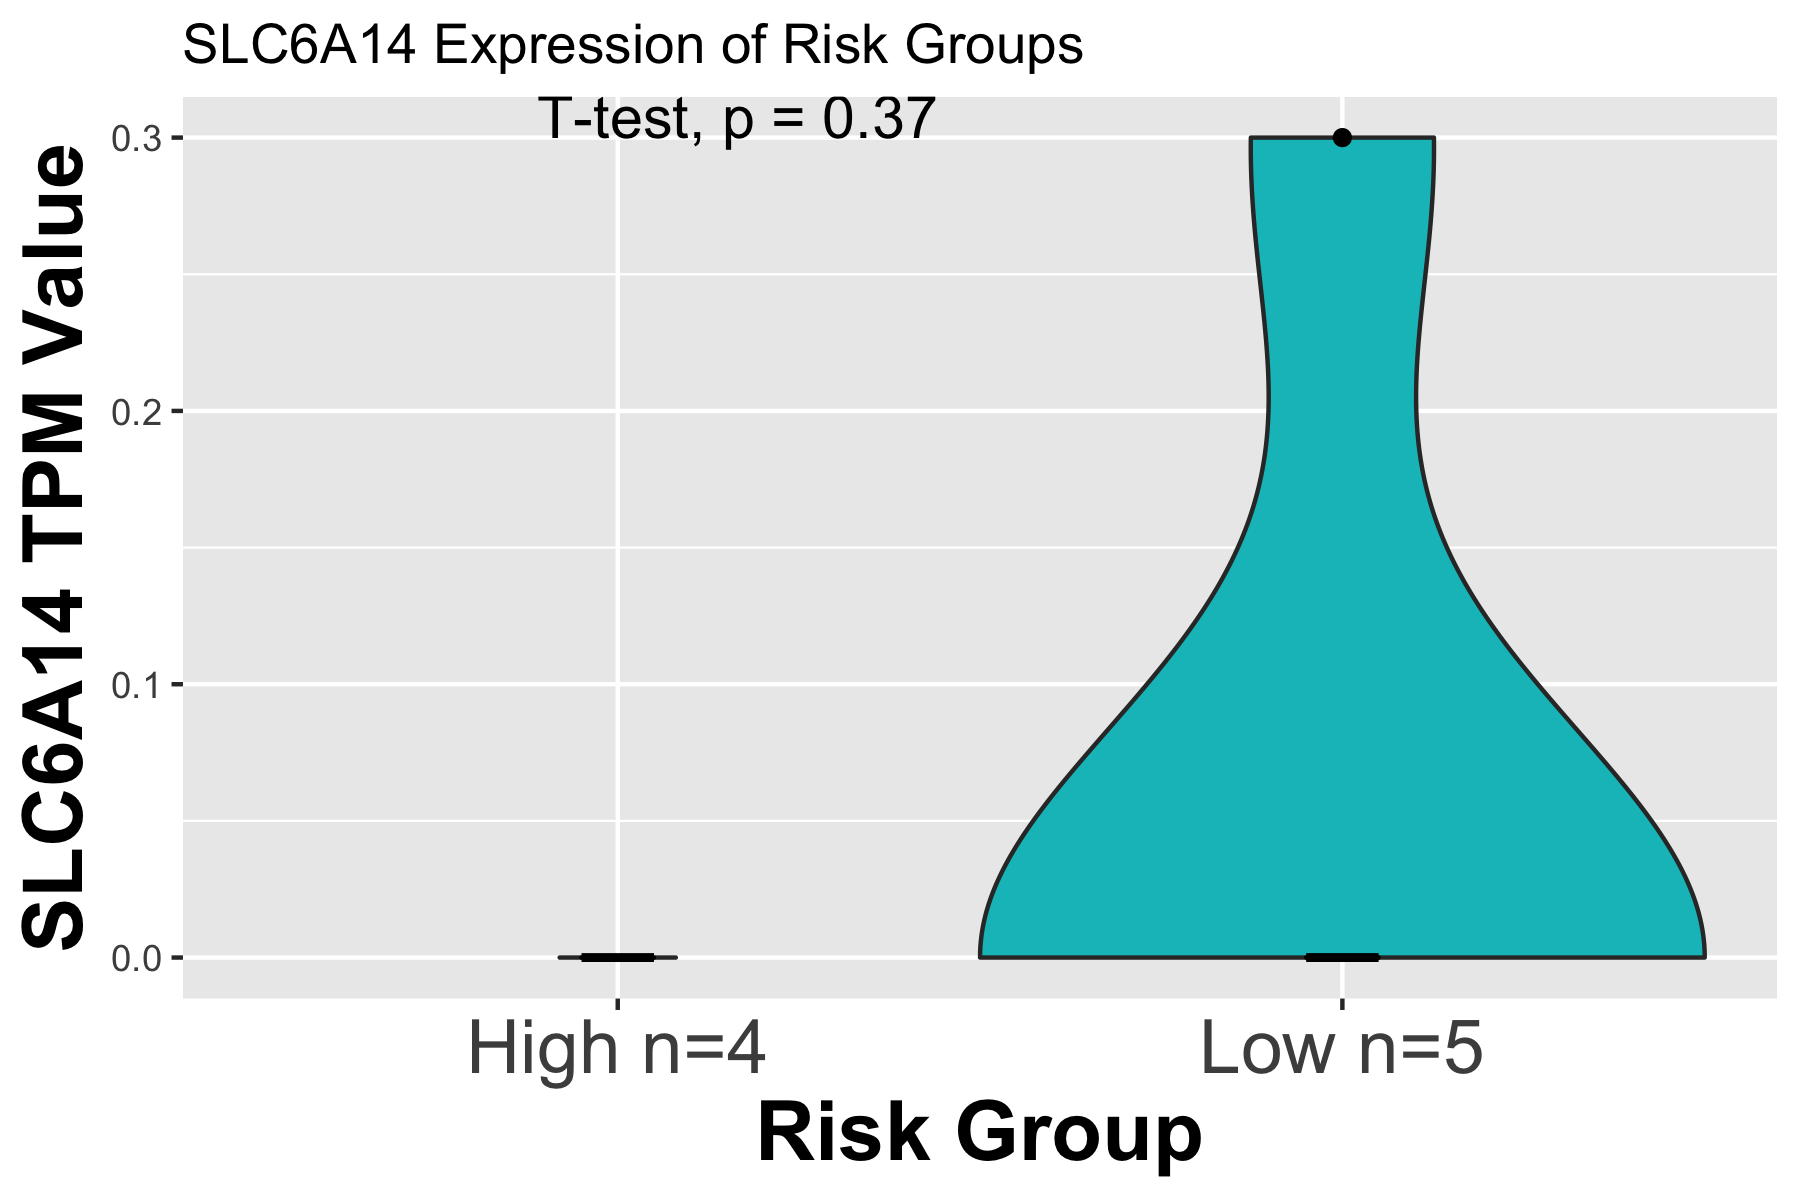 SLC6A14 Expression of Risk Groups
T-test, p = 0.37
SLC6A14 TPM Value
0.3
0.2
0.1
0.0
High n=4
Low n=5
Risk Group